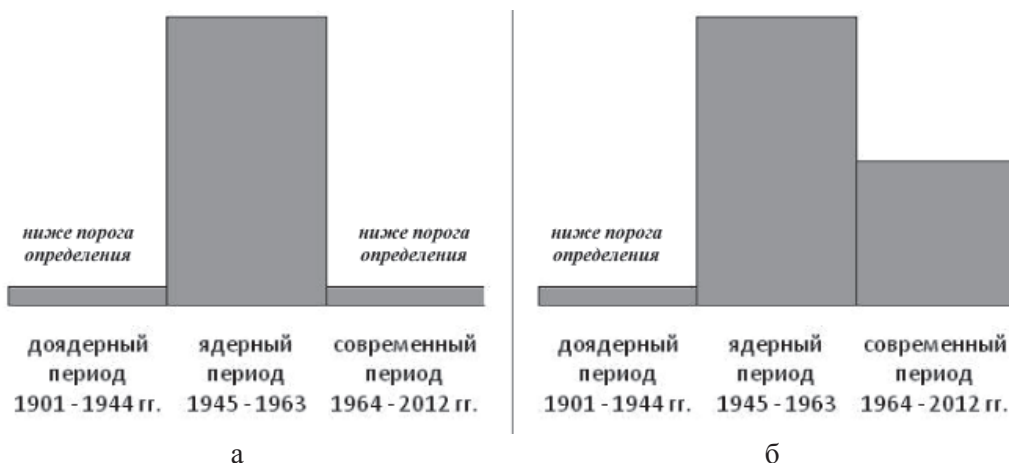 ниже порога
определения
ниже порога
определения
доядерный
период
1901 - 1944 гг.
ядерный
период
1945 - 1963
современный
период
1964 - 2012 гг.
а
ниже порога
определения
доядерный
период
1901 - 1944 гг.
ядерный
период
1945 - 1963
современный
период
1964 - 2012 гг.
б